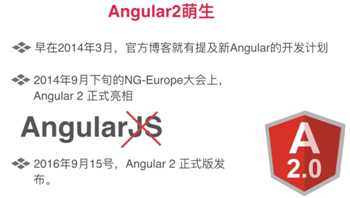 Angular2萌生
早在2014年3月，官方博客就有提及新Angular的开发计划
2014年9月下旬的NG-Europe大会上，
Angular 2 正式亮相
AngularJS
2016年9月15号，Angular 2 正式版发
布。
A
2.0